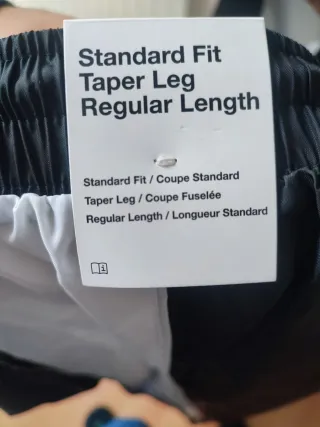 Standard Fit
Taper Leg
Regular Length
Standard Fit / Coupe Standard
Taper Leg / Coupe Fuselée
Regular Length / Longueur Standard